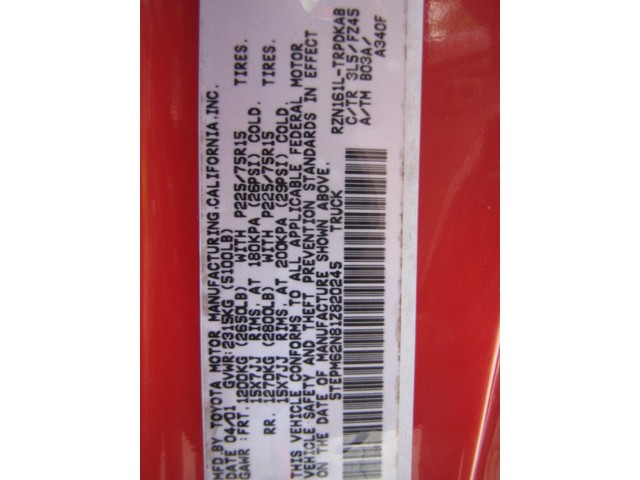 MFD.BY TOYOTA MOTOR MANUFACTURING,CALIFORNIA,INC.
DATE 04/01 GVWR:2315KG (5100LB)
GAWR :FRT.1200KG (2650LB) WITH P225/75R15 TIRES.
15X7JJ RIMS, AT 180KPA (26PSI) COLD.
RR. 1270KG (2800LB) WITH P225/75R15 TIRES.
15X7JJ RIMS, AT 200KPA (29PSI) COLD.
THIS VEHICLE CONFORMS TO ALL APPLICABLE FEDERAL MOTOR
VEHICLE SAFETY AND THEFT PREVENTION STANDARDS IN EFFECT
ON THE DATE OF MANUFACTURE SHOWN ABOVE.
5TEPM62N81Z820245 TRUCK
RZN161L-TRPDKAB
C/TR 3L5/FZ45
A/TM B03A/
A340F